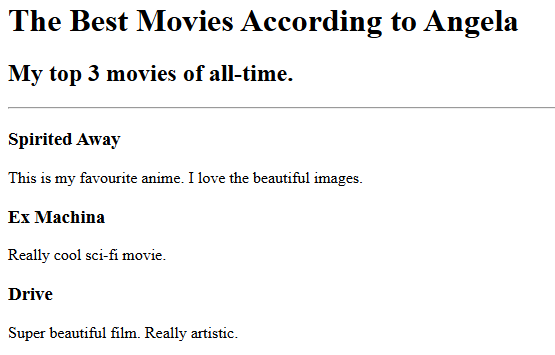 The Best Movies According to Angela
My top 3 movies of all-time.
Spirited Away
This is my favourite anime. I love the beautiful images.
Ex Machina
Really cool sci-fi movie.
Drive
Super beautiful film. Really artistic.